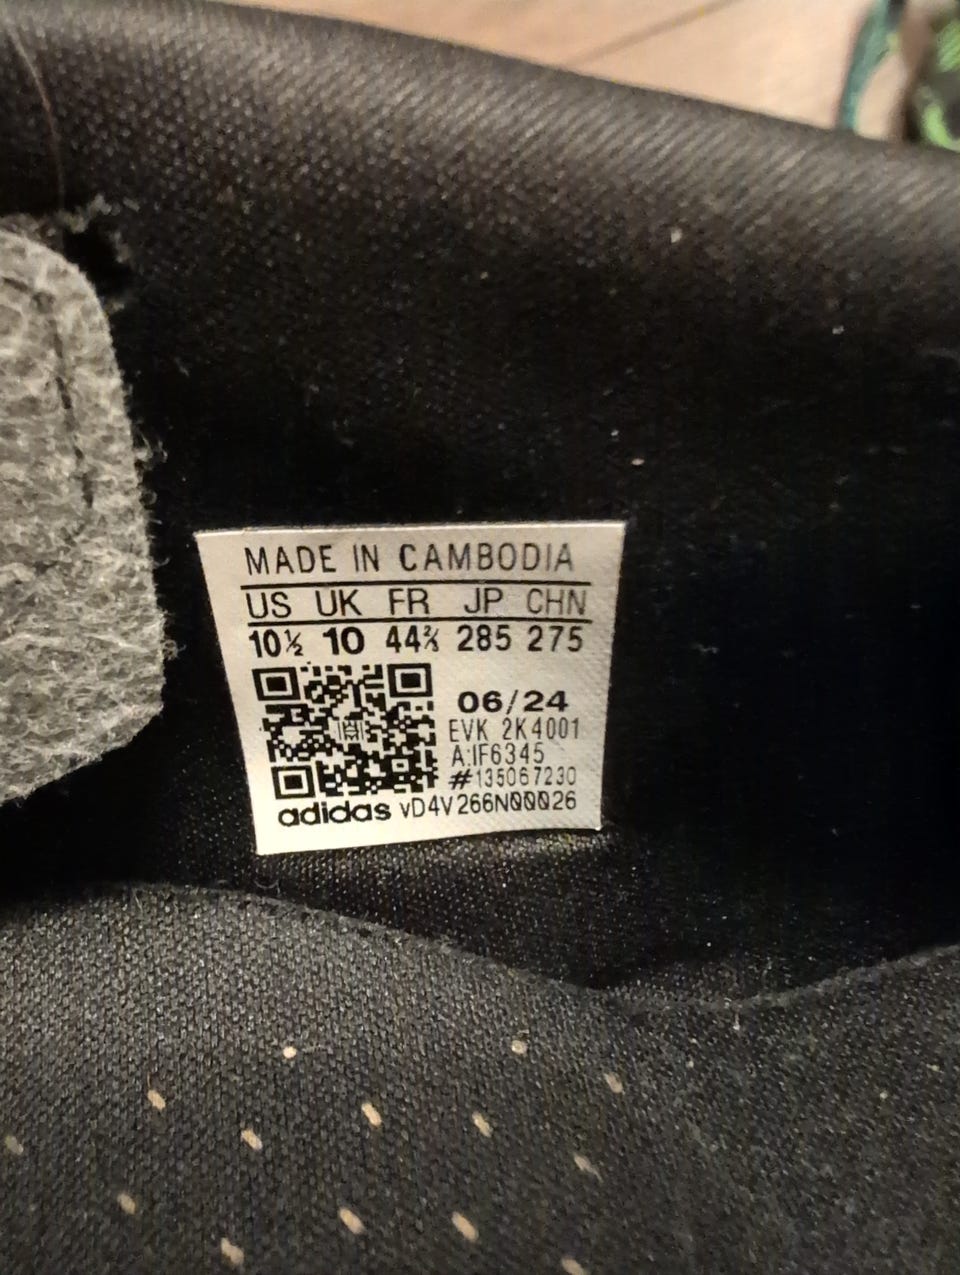 MADE IN CAMBODIA
US UK FR JP CHN
10½ 10 44⅔ 285 275
06/24
EVK 2K4001
A:IF6345
#135067230
adidas vD4V266N00026